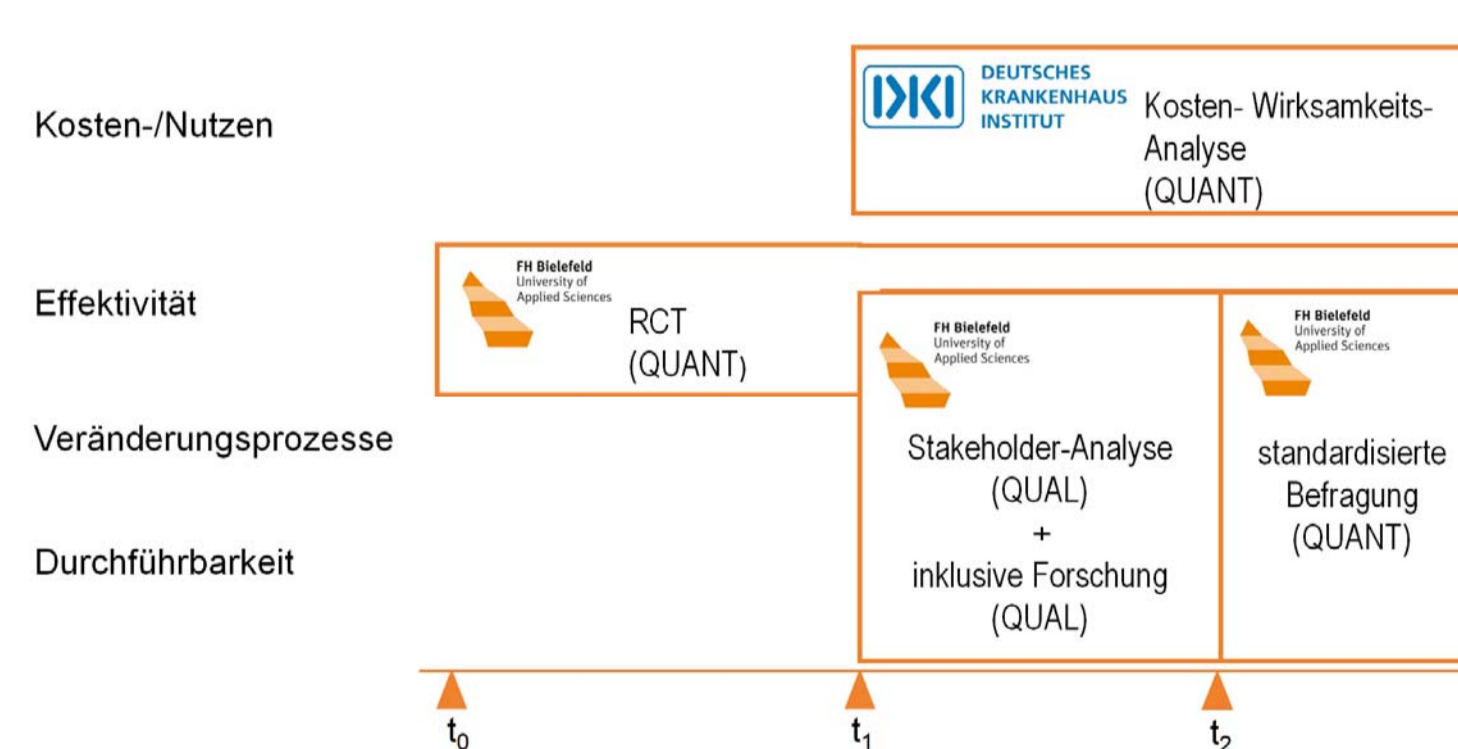 Kosten-/Nutzen
DKI
DEUTSCHES
KRANKENHAUS
INSTITUT
Kosten- Wirksamkeits-
Analyse
(QUANT)
Effektivität
FH Bielefeld
University of
Applied Sciences
RCT
(QUANT)
Veränderungsprozesse
Durchführbarkeit
FH Bielefeld
University of
Applied Sciences
Stakeholder-Analyse
(QUAL)
+
inklusive Forschung
(QUAL)
FH Bielefeld
University of
Applied Sciences
standardisierte
Befragung
(QUANT)
t₀
t₁
t₂